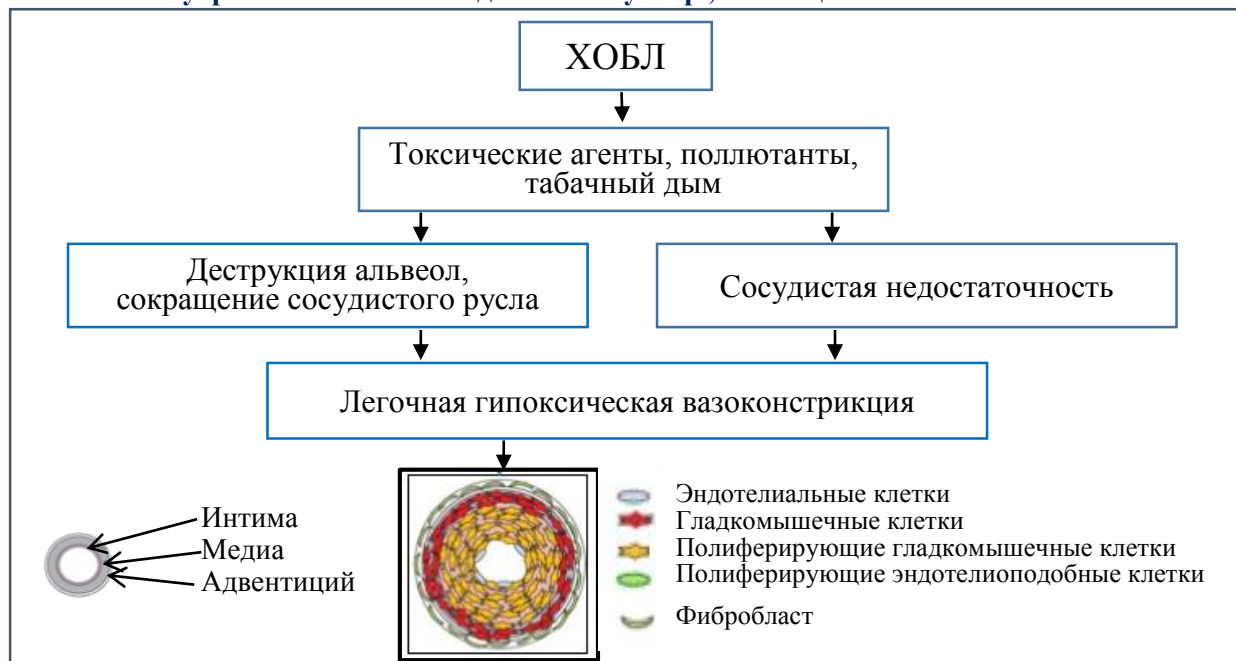 ХОБЛ
Токсические агенты, поллютанты,
табачный дым
Деструкция альвеол,
сокращение сосудистого русла
Сосудистая недостаточность
Легочная гипоксическая вазоконстрикция
Интима
Медиа
Адвентиций
Эндотелиальные клетки
Гладкомышечные клетки
Полиферирующие гладкомышечные клетки
Полиферирующие эндотелиоподобные клетки
Фибробласт